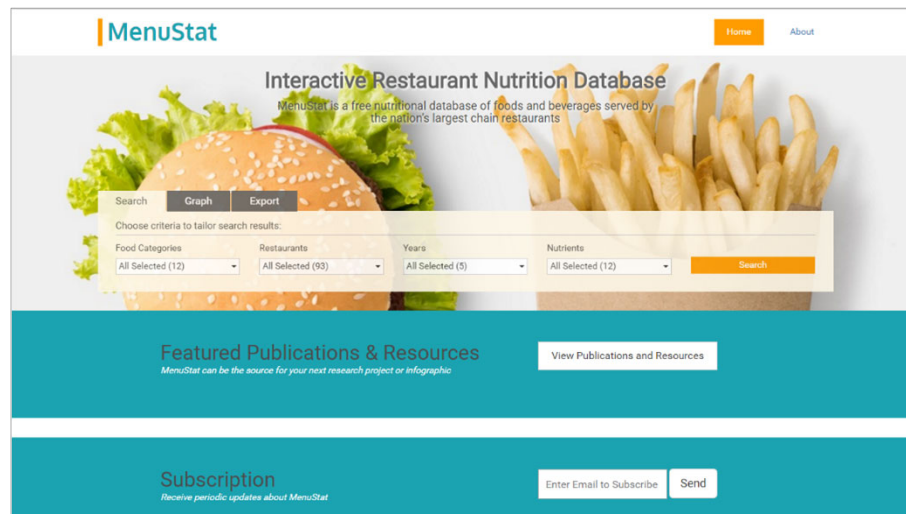 MenuStat
Home
About
Interactive Restaurant Nutrition Database
MenuStat is a free nutritional database of foods and beverages served by
the nation's largest chain restaurants
Search
Graph
Export
Choose criteria to tailor search results:
Food Categories
Restaurants
Years
Nutrients
All Selected (12)
All Selected (93)
All Selected (5)
All Selected (12)
Search
Featured Publications & Resources
MenuStat can be the source for your next research project or infographic
View Publications and Resources
Subscription
Receive periodic updates about MenuStat
Enter Email to Subscribe
Send